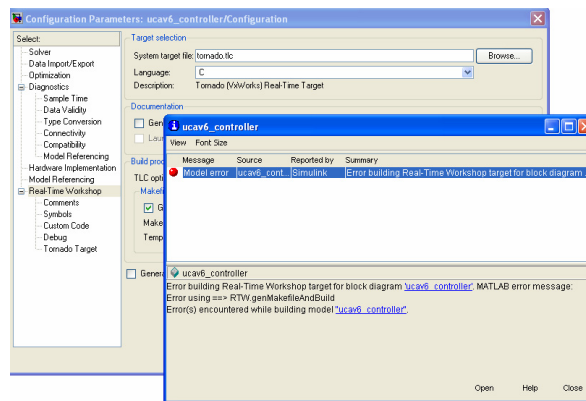 Configuration Parameters: ucav6_controller/Configuration
Select:
Solver
Data Import/Export
Optimization
Diagnostics
Sample Time
Data Validity
Type Conversion
Connectivity
Compatibility
Model Referencing
Hardware Implementation
Model Referencing
Real-Time Workshop
Comments
Symbols
Custom Code
Debug
Tornado Target
Target selection
System target file: tornado.tlc
Browse...
Language: C
Description: Tornado (VxWorks) Real-Time Target
Documentation
Gen
Lau
Build proc
TLC opti
Makefi
G
Make
Temp
Genera
ucav6_controller
View Font Size
Message Source Reported by Summary
Model error ucav6_cont... Simulink Error building Real-Time Workshop target for block diagram
ucav6_controller
Error building Real-Time Workshop target for block diagram 'ucav6_controller'. MATLAB error message:
Error using ==> RTW.genMakefileAndBuild
Error(s) encountered while building model "ucav6_controller".
Open Help Close